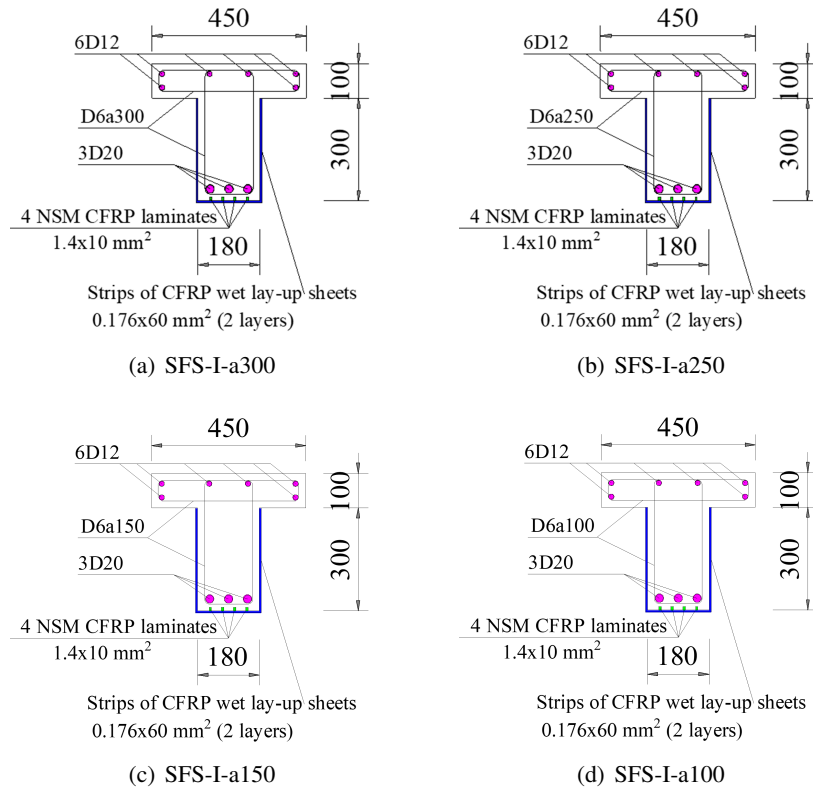 450
6D12
100
D6a300
300
3D20
4 NSM CFRP laminates
1.4x10 mm²
180
Strips of CFRP wet lay-up sheets
0.176x60 mm² (2 layers)
(a) SFS-I-a300
450
6D12
100
D6a250
300
3D20
4 NSM CFRP laminates
1.4x10 mm²
180
Strips of CFRP wet lay-up sheets
0.176x60 mm² (2 layers)
(b) SFS-I-a250
450
6D12
100
D6a150
300
3D20
4 NSM CFRP laminates
1.4x10 mm²
180
Strips of CFRP wet lay-up sheets
0.176x60 mm² (2 layers)
(c) SFS-I-a150
450
6D12
100
D6a100
300
3D20
4 NSM CFRP laminates
1.4x10 mm²
180
Strips of CFRP wet lay-up sheets
0.176x60 mm² (2 layers)
(d) SFS-I-a100